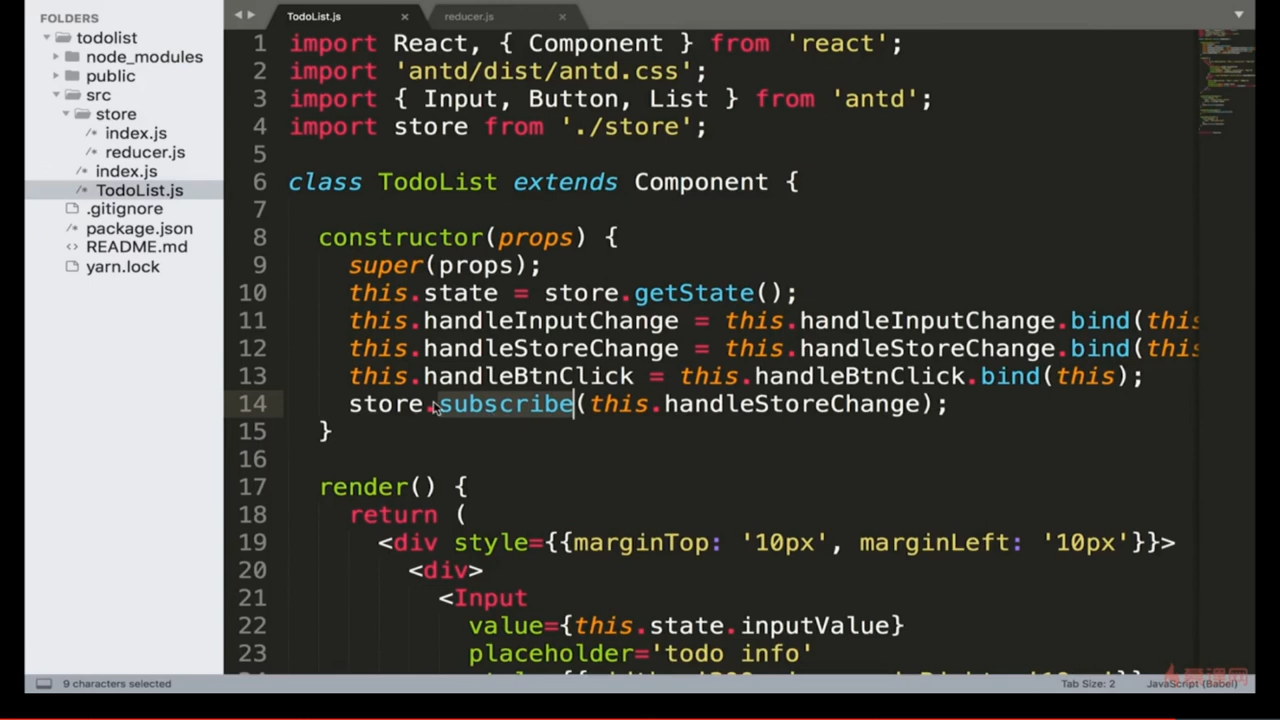 FOLDERS
todolist
node_modules
public
src
store
index.js
reducer.js
index.js
TodoList.js
.gitignore
package.json
README.md
yarn.lock
TodoList.js
reducer.js
1 import React, { Component } from 'react';
2 import 'antd/dist/antd.css';
3 import { Input, Button, List } from 'antd';
4 import store from './store';
5
6 class TodoList extends Component {
7
8 constructor(props) {
9 super(props);
10 this.state = store.getState();
11 this.handleInputChange = this.handleInputChange.bind(this
12 this.handleStoreChange = this.handleStoreChange.bind(this
13 this.handleBtnClick = this.handleBtnClick.bind(this);
14 store.subscribe(this.handleStoreChange);
15 }
16
17 render() {
18 return (
19 <div style={{marginTop: '10px', marginLeft: '10px'}}>
20 <div>
21 <Input
22 value={this.state.inputValue}
23 placeholder='todo info'
9 characters selected
Tab Size: 2
JavaScript (Babel)
慕课网